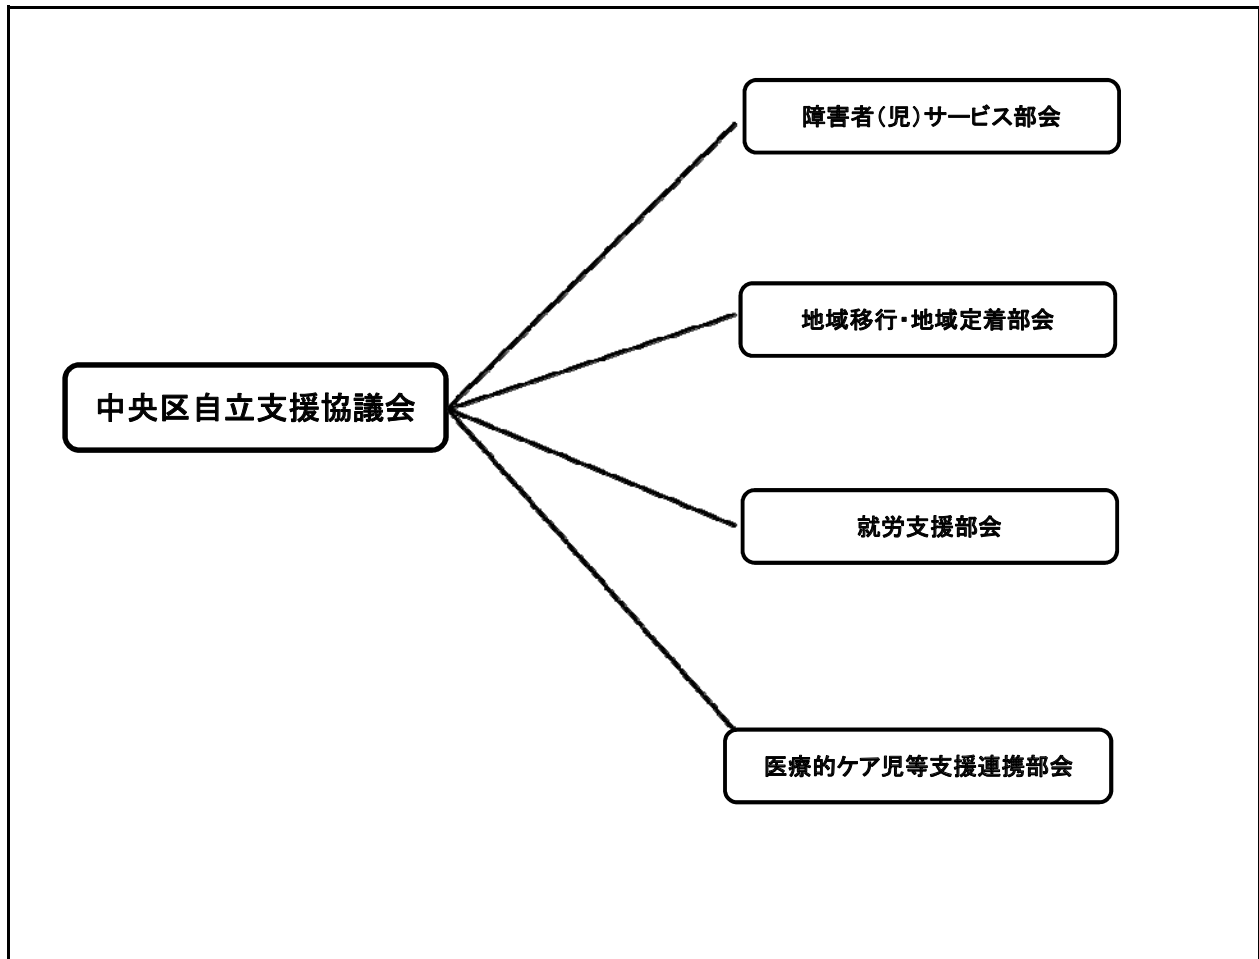 障害者（児）サービス部会
地域移行・地域定着部会
中央区自立支援協議会
就労支援部会
医療的ケア児等支援連携部会